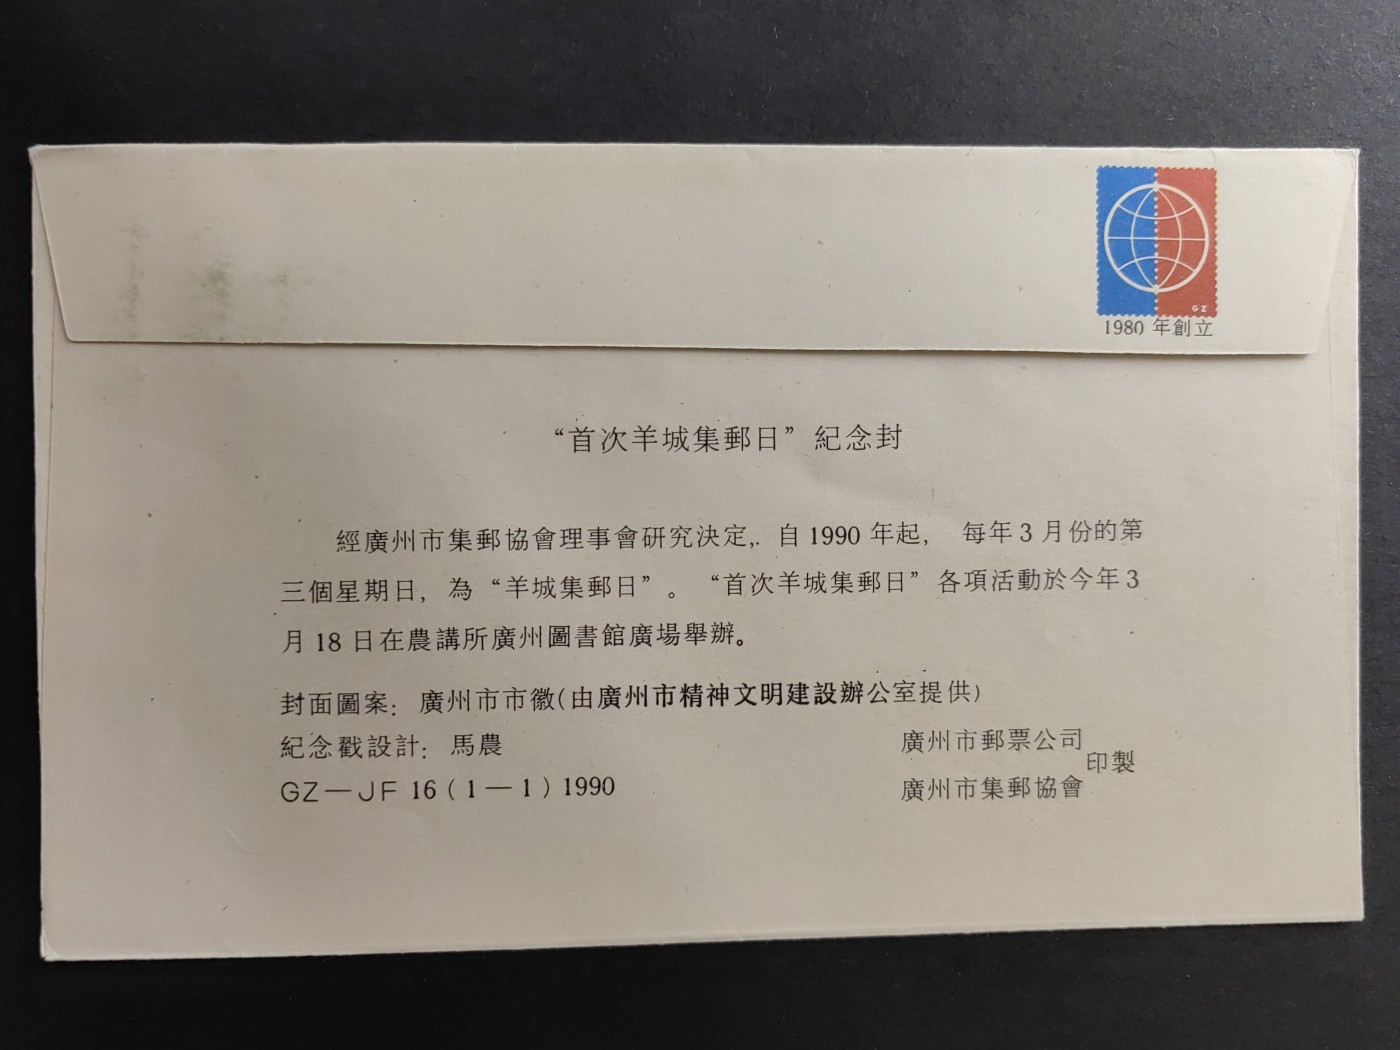 GZ
1980 年創立
“首次羊城集郵日”紀念封
經廣州市集郵協會理事會研究決定,. 自 1990 年起, 每年 3 月份的第
三個星期日, 為“羊城集郵日”。“首次羊城集郵日”各項活動於今年 3
月 18 日在農講所廣州圖書館廣場舉辦。
封面圖案: 廣州市市徽(由廣州市精神文明建設辦公室提供)
紀念戳設計: 馬農
廣州市郵票公司
印製
GZ—JF 16 ( 1 — 1 ) 1990
廣州市集郵協會